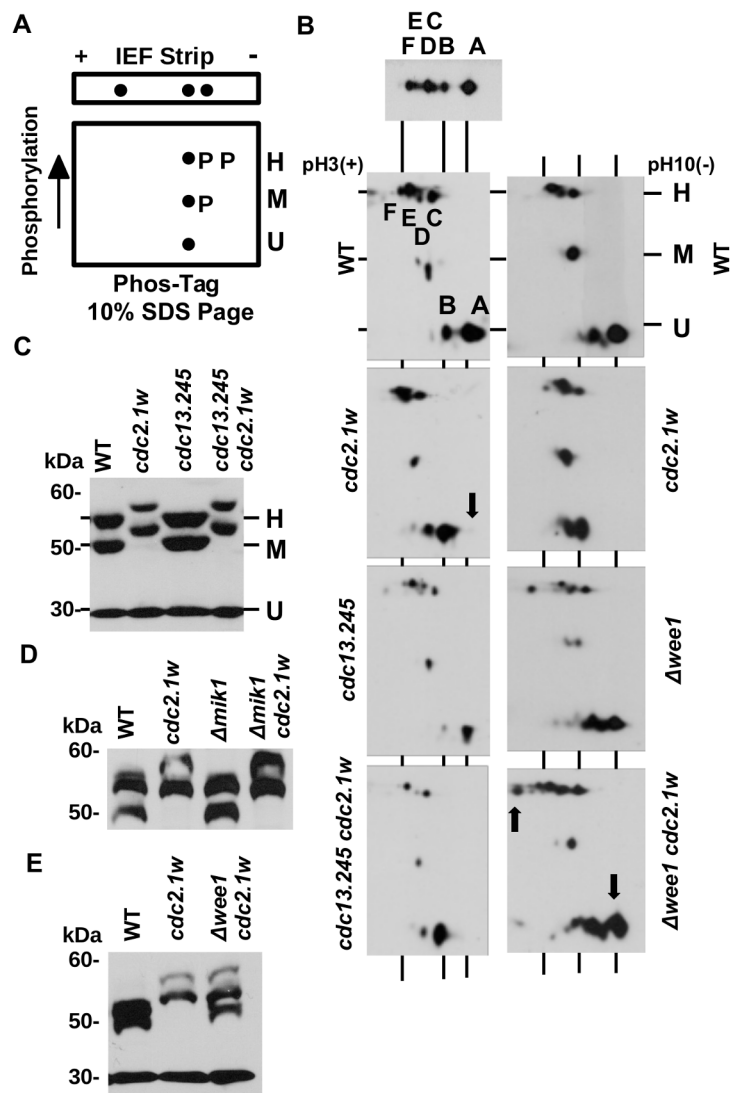 A
+ IEF Strip -
Phosphorylation
P P H
P M
U
Phos-Tag
10% SDS Page
B
E C
F D B A
pH3(+)
pH10(-)
F E D C
B A
WT
H
M
U
WT
cdc2.1w
cdc2.1w
cdc13.245
Δwee1
cdc13.245 cdc2.1w
Δwee1 cdc2.1w
C
WT
cdc2.1w
cdc13.245
cdc13.245
cdc2.1w
kDa
60-
50-
30-
H
M
U
D
WT
cdc2.1w
Δmik1
Δmik1
cdc2.1w
kDa
60-
50-
E
WT
cdc2.1w
Δwee1
cdc2.1w
kDa
60-
50-
30-